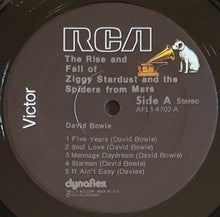 RCA
The Rise and
Fall of
Ziggy Stardust and the
Spiders from Mars
Victor
Side A Stereo
AFL1-4702-A
David Bowie
1 Five Years (David Bowie)
2 Soul Love (David Bowie)
3 Moonage Daydream (David Bowie)
4 Starman (David Bowie)
5 It Ain't Easy (Davies)
dynaflex